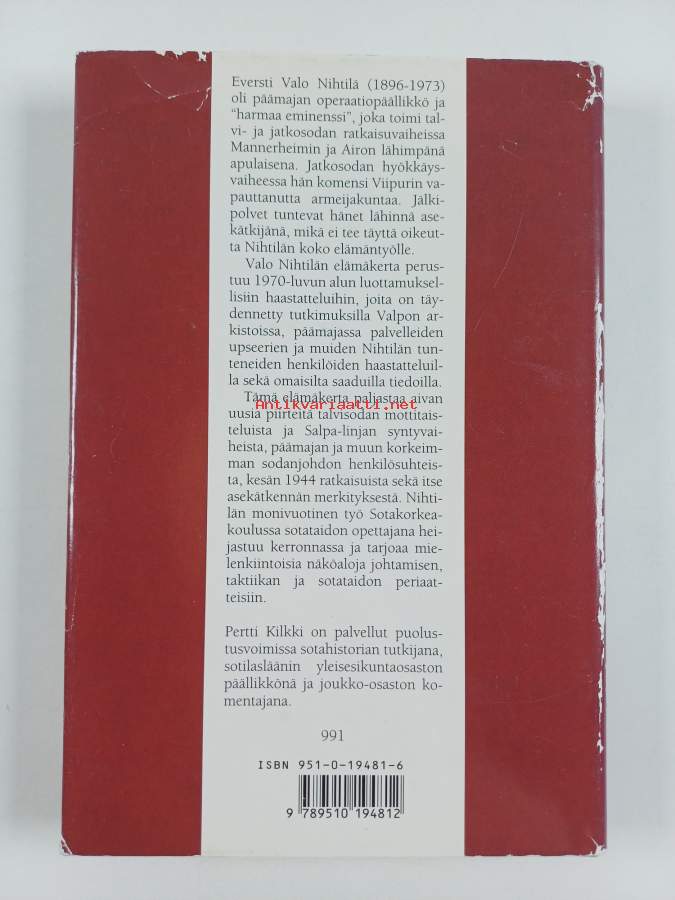 Eversti Valo Nihtilä (1896-1973)
oli päämajan operaatiopäällikkö ja
"harmaa eminenssi", joka toimi tal-
vi- ja jatkosodan ratkaisuvaiheissa
Mannerheimin ja Airon lähimpänä
apulaisena. Jatkosodan hyökkäys-
vaiheessa hän komensi Viipurin va-
pauttanutta armeijakuntaa. Jälki-
polvet tuntevat hänet lähinnä ase-
kätkijänä, mikä ei tee täyttä oikeut-
ta Nihtilän koko elämäntyölle.
Valo Nihtilän elämäkerta perus-
tuu 1970-luvun alun luottamuksel-
lisiin haastatteluihin, joita on täy-
dennetty tutkimuksilla Valpon ar-
kistoissa, päämajassa palvelleiden
upseerien ja muiden Nihtilän tun-
teneiden henkilöiden haastatteluil-
la sekä omaisilta saaduilla tiedoilla.
Tämä elämäkerta paljastaa aivan
Antikvariaatti.net
uusia piirteitä talvisodan mottitais-
teluista ja Salpa-linjan syntyvai-
heista, päämajan ja muun korkeim-
man sodanjohdon henkilösuhteis-
ta, kesän 1944 ratkaisuista sekä itse
asekätkennän merkityksestä. Nihti-
län monivuotinen työ Sotakorkea-
koulussa sotataidon opettajana hei-
jastuu kerronnassa ja tarjoaa mie-
lenkiintoisia näköaloja johtamisen,
taktiikan ja sotataidon periaat-
teisiin.
Pertti Kilkki on palvellut puolus-
tusvoimissa sotahistorian tutkijana,
sotilasläänin yleisesikuntaosaston
päällikkönä ja joukko-osaston ko-
mentajana.
991
ISBN 951-0-19481-6
9 789510 194812